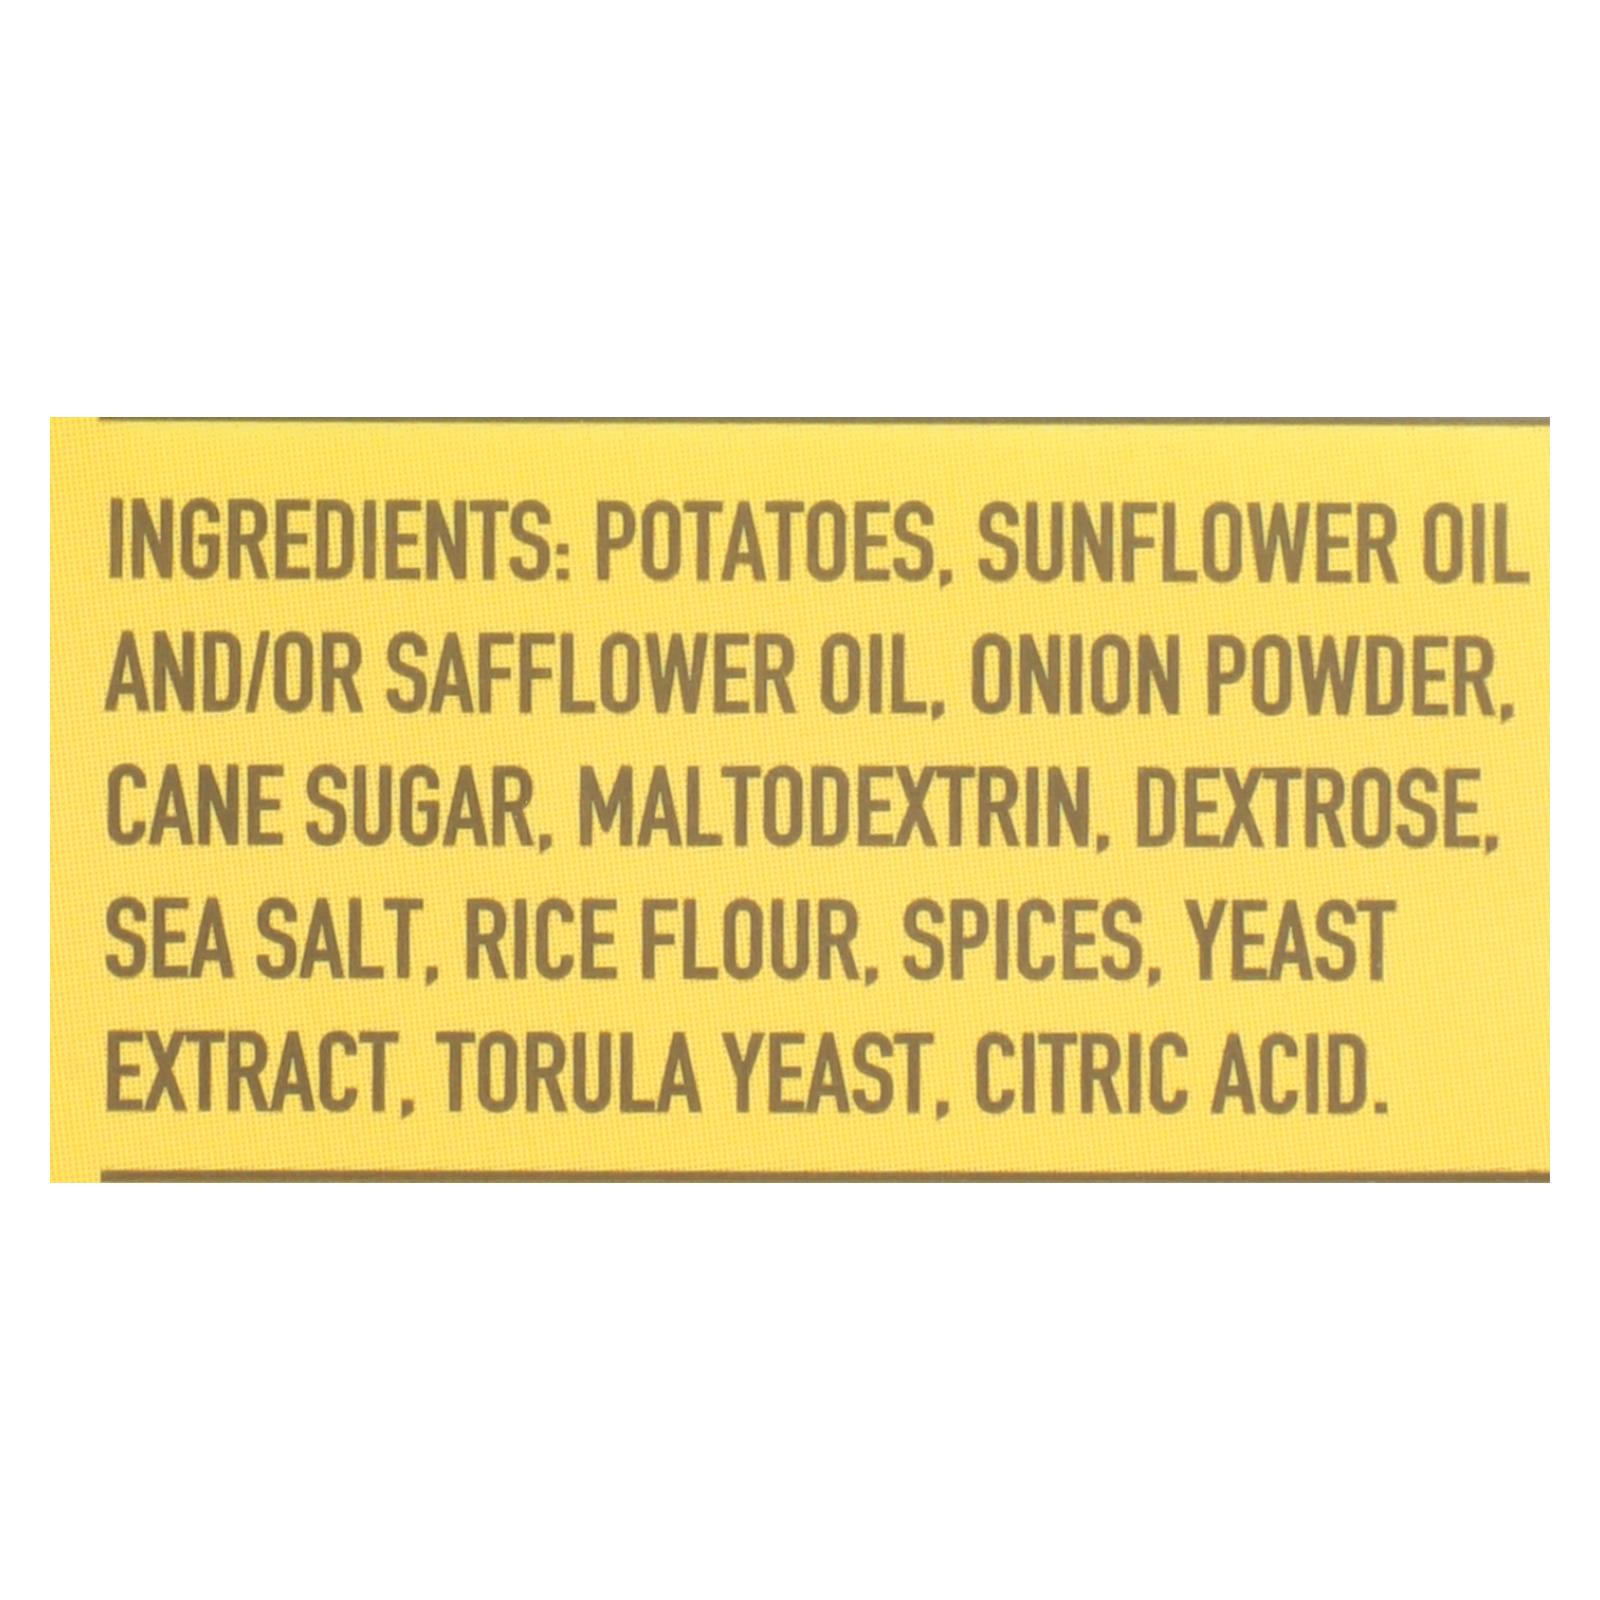 INGREDIENTS: POTATOES, SUNFLOWER OIL
AND/OR SAFFLOWER OIL, ONION POWDER,
CANE SUGAR, MALTODEXTRIN, DEXTROSE,
SEA SALT, RICE FLOUR, SPICES, YEAST
EXTRACT, TORULA YEAST, CITRIC ACID.